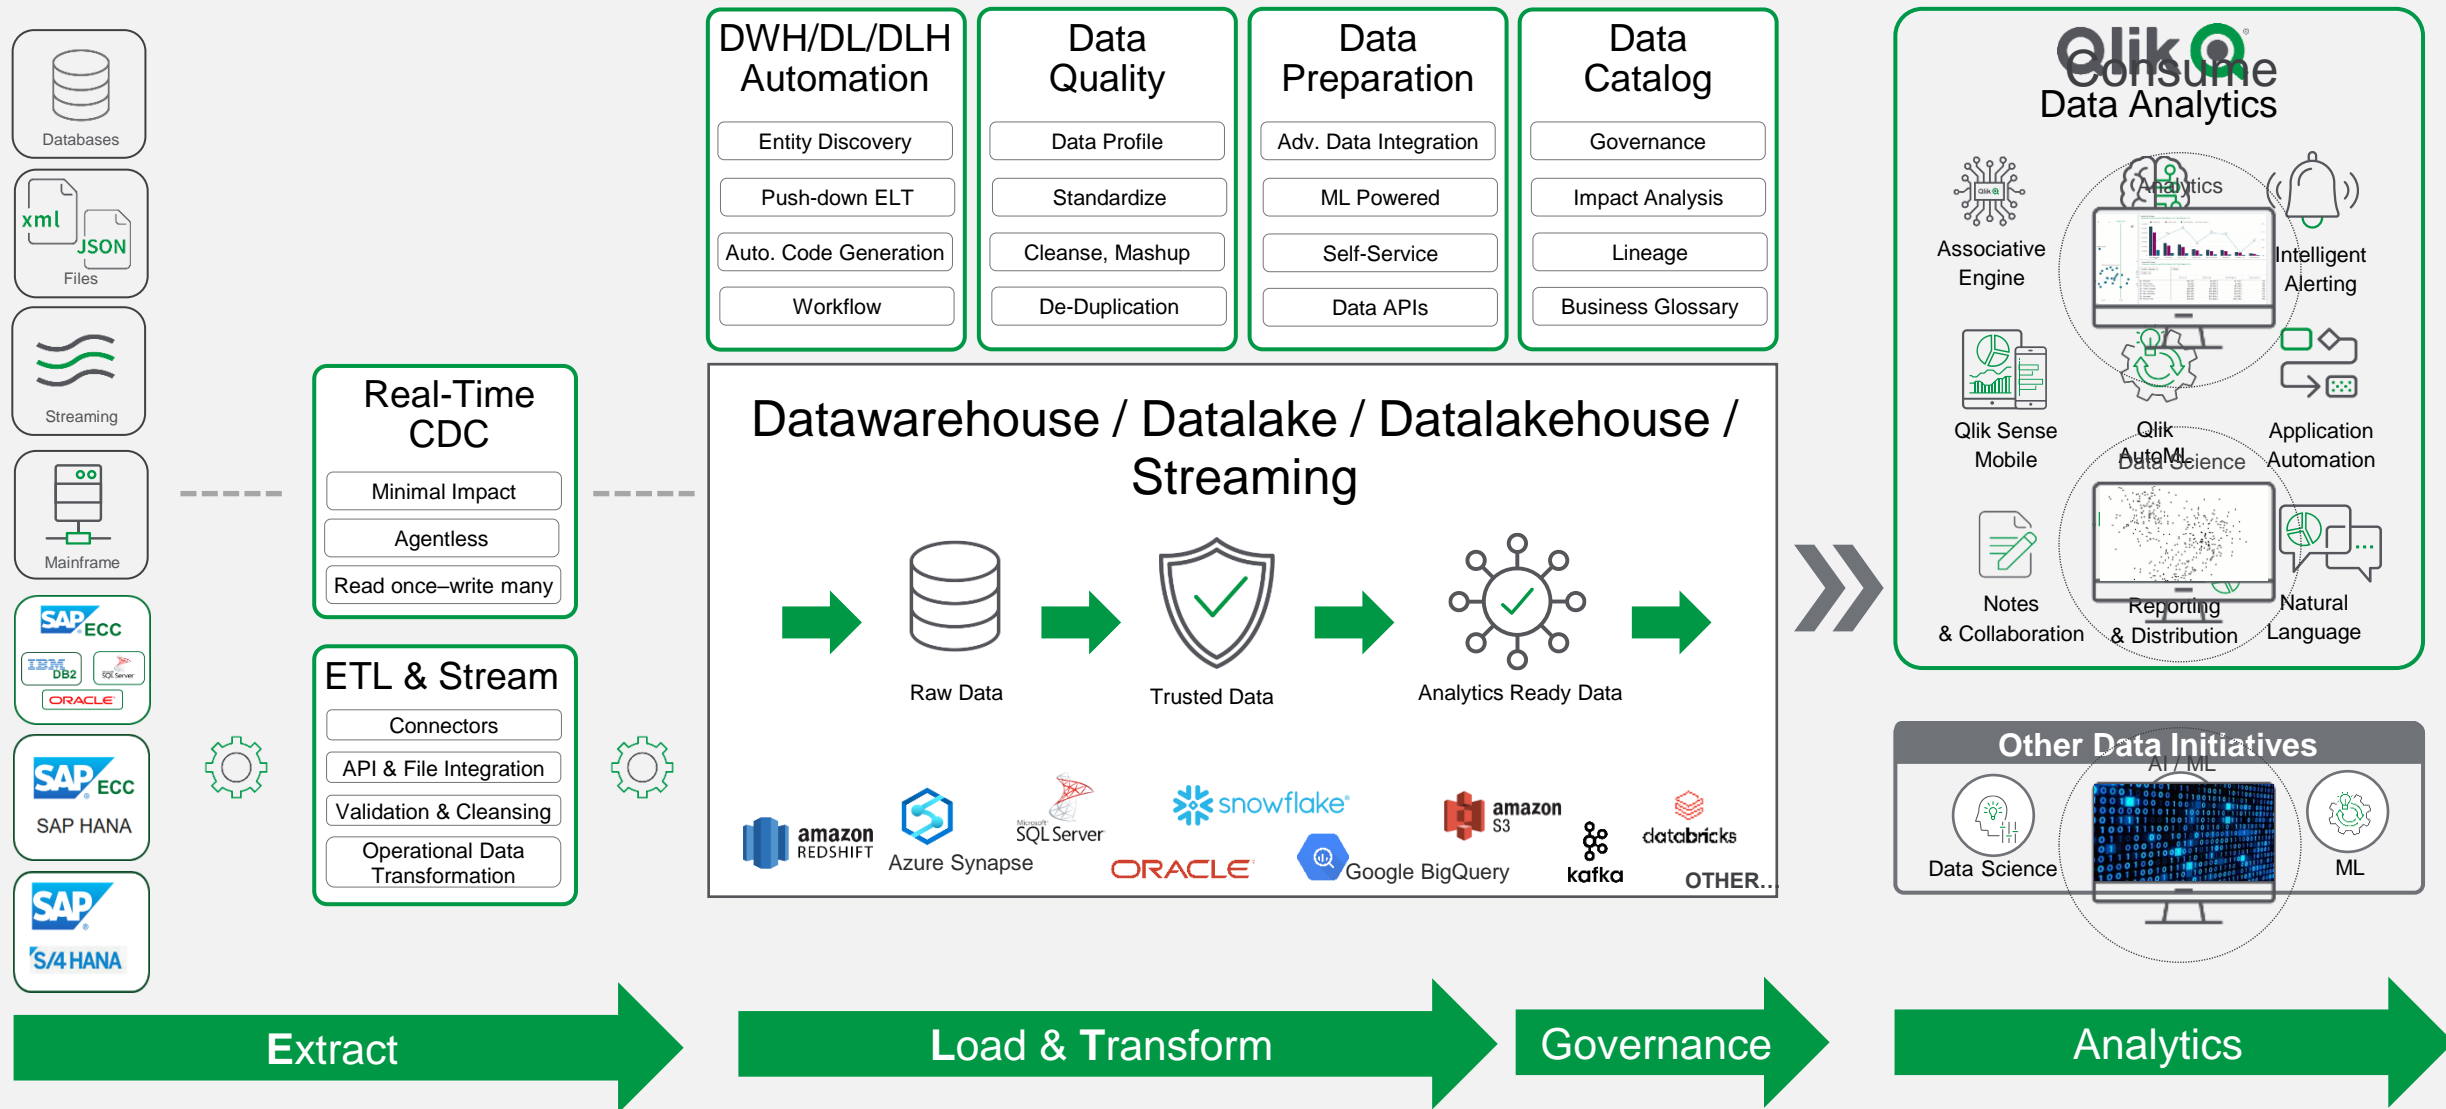 Databases
xml
JSON
Files
Streaming
Mainframe
SAP ECC
IBM DB2
SQL Server
ORACLE
SAP ECC
SAP HANA
SAP
S/4 HANA
Real-Time
CDC
Minimal Impact
Agentless
Read once–write many
ETL & Stream
Connectors
API & File Integration
Validation & Cleansing
Operational Data
Transformation
DWH/DL/DLH
Automation
Entity Discovery
Push-down ELT
Auto. Code Generation
Workflow
Data
Quality
Data Profile
Standardize
Cleanse, Mashup
De-Duplication
Data
Preparation
Adv. Data Integration
ML Powered
Self-Service
Data APIs
Data
Catalog
Governance
Impact Analysis
Lineage
Business Glossary
Datawarehouse / Datalake / Datalakehouse /
Streaming
Raw Data
Trusted Data
Analytics Ready Data
amazon
REDSHIFT
Azure Synapse
Microsoft
SQL Server
ORACLE
snowflake
Google BigQuery
amazon
S3
kafka
databricks
OTHER...
Qlik
Consume
Data Analytics
Qlik
Associative
Engine
Analytics
Intelligent
Alerting
Qlik Sense
Mobile
Qlik
AutoML
Data Science
Application
Automation
Notes
& Collaboration
Reporting
& Distribution
Natural
Language
Other Data Initiatives
AI / ML
Data Science
ML
Extract
Load & Transform
Governance
Analytics